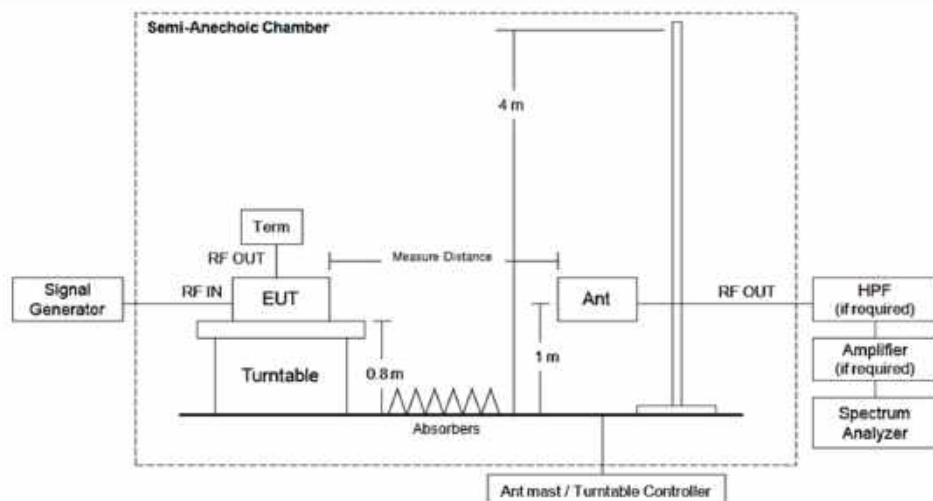 Semi-Anechoic Chamber
4 m
Term
RF OUT
Measure Distance
Signal
Generator
RF IN
EUT
Ant
RF OUT
HPF
(if required)
Turntable
0.8 m
1 m
Amplifier
(if required)
Absorbers
Spectrum
Analyzer
Ant mast / Turntable Controller